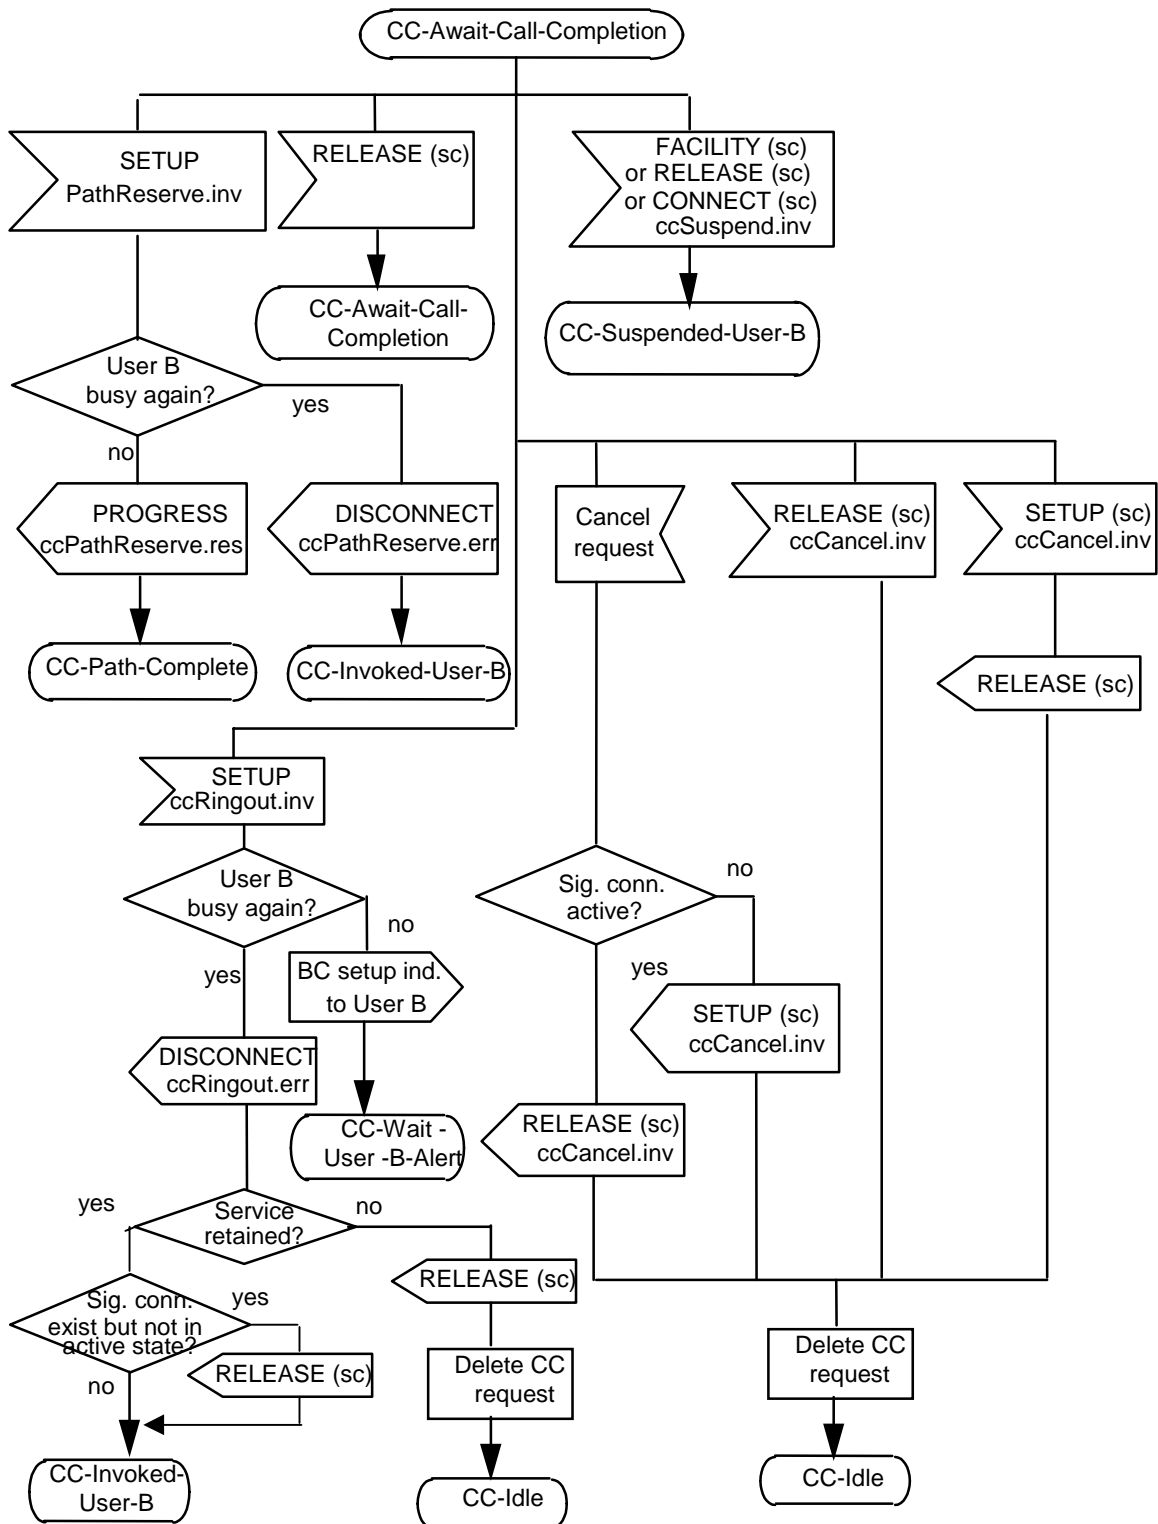 CC-Await-Call-Completion
SETUP
PathReserve.inv
RELEASE (sc)
FACILITY (sc)
or RELEASE (sc)
or CONNECT (sc)
ccSuspend.inv
CC-Await-Call-
Completion
CC-Suspended-User-B
User B
busy again?
yes
no
PROGRESS
ccPathReserve.res
DISCONNECT
ccPathReserve.err
Cancel
request
RELEASE (sc)
ccCancel.inv
SETUP (sc)
ccCancel.inv
CC-Path-Complete
CC-Invoked-User-B
RELEASE (sc)
SETUP
ccRingout.inv
User B
busy again?
no
yes
BC setup ind.
to User B
Sig. conn.
active?
no
yes
SETUP (sc)
ccCancel.inv
DISCONNECT
ccRingout.err
CC-Wait -
User -B-Alert
RELEASE (sc)
ccCancel.inv
yes
Service
retained?
no
RELEASE (sc)
Sig. conn.
exist but not in
active state?
yes
RELEASE (sc)
no
Delete CC
request
Delete CC
request
CC-Invoked-
User-B
CC-Idle
CC-Idle